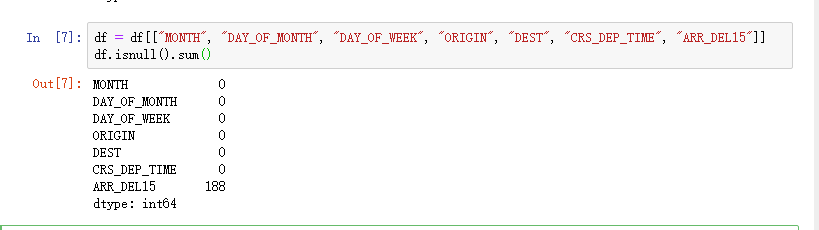 In [7]: df = df[["MONTH", "DAY_OF_MONTH", "DAY_OF_WEEK", "ORIGIN", "DEST", "CRS_DEP_TIME", "ARR_DEL15"]]
df.isnull().sum()
Out[7]: MONTH 0
DAY_OF_MONTH 0
DAY_OF_WEEK 0
ORIGIN 0
DEST 0
CRS_DEP_TIME 0
ARR_DEL15 188
dtype: int64